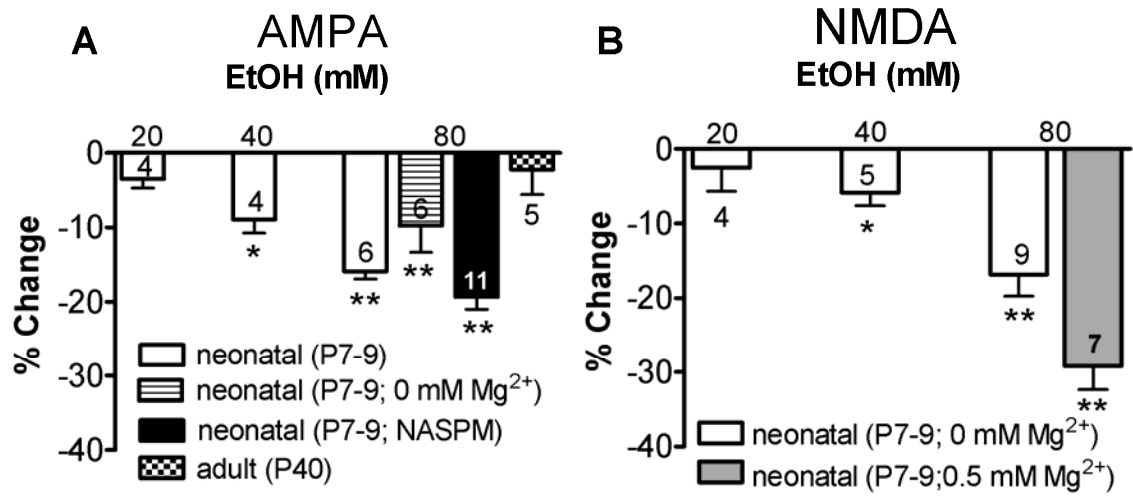 A
AMPA
EtOH (mM)
20 40 80
0
-10
-20
-30
-40
% Change
4
4
*
6
**
6
**
11
**
5
neonatal (P7-9)
neonatal (P7-9; 0 mM Mg2+)
neonatal (P7-9; NASPM)
adult (P40)
B
NMDA
EtOH (mM)
20 40 80
0
-10
-20
-30
-40
% Change
4
5
*
9
**
7
**
neonatal (P7-9; 0 mM Mg2+)
neonatal (P7-9;0.5 mM Mg2+)